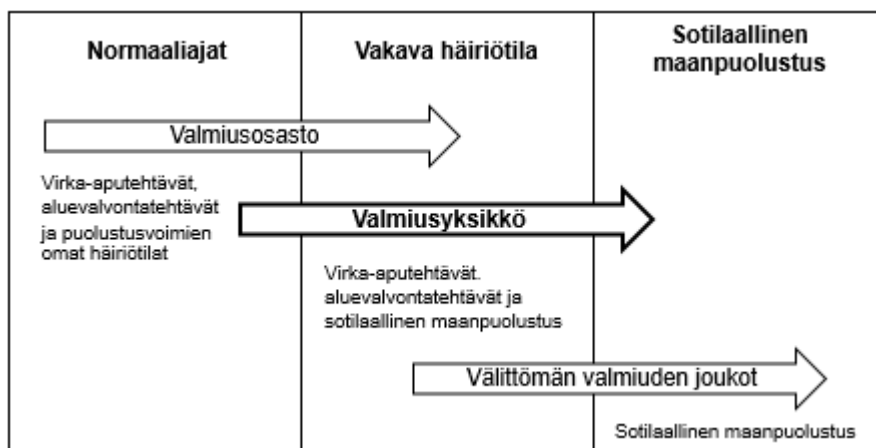 Normaaliajat
Vakava häiriötila
Sotilaallinen
maanpuolustus
Valmiusosasto
Virka-aputehtävät,
aluevalvontatehtävät
ja puolustusvoimien
omat häiriötilat
Valmiusyksikkö
Virka-aputehtävät.
aluevalvontatehtävät ja
sotilaallinen maanpuolustus
Välittömän valmiuden joukot
Sotilaallinen maanpuolustus